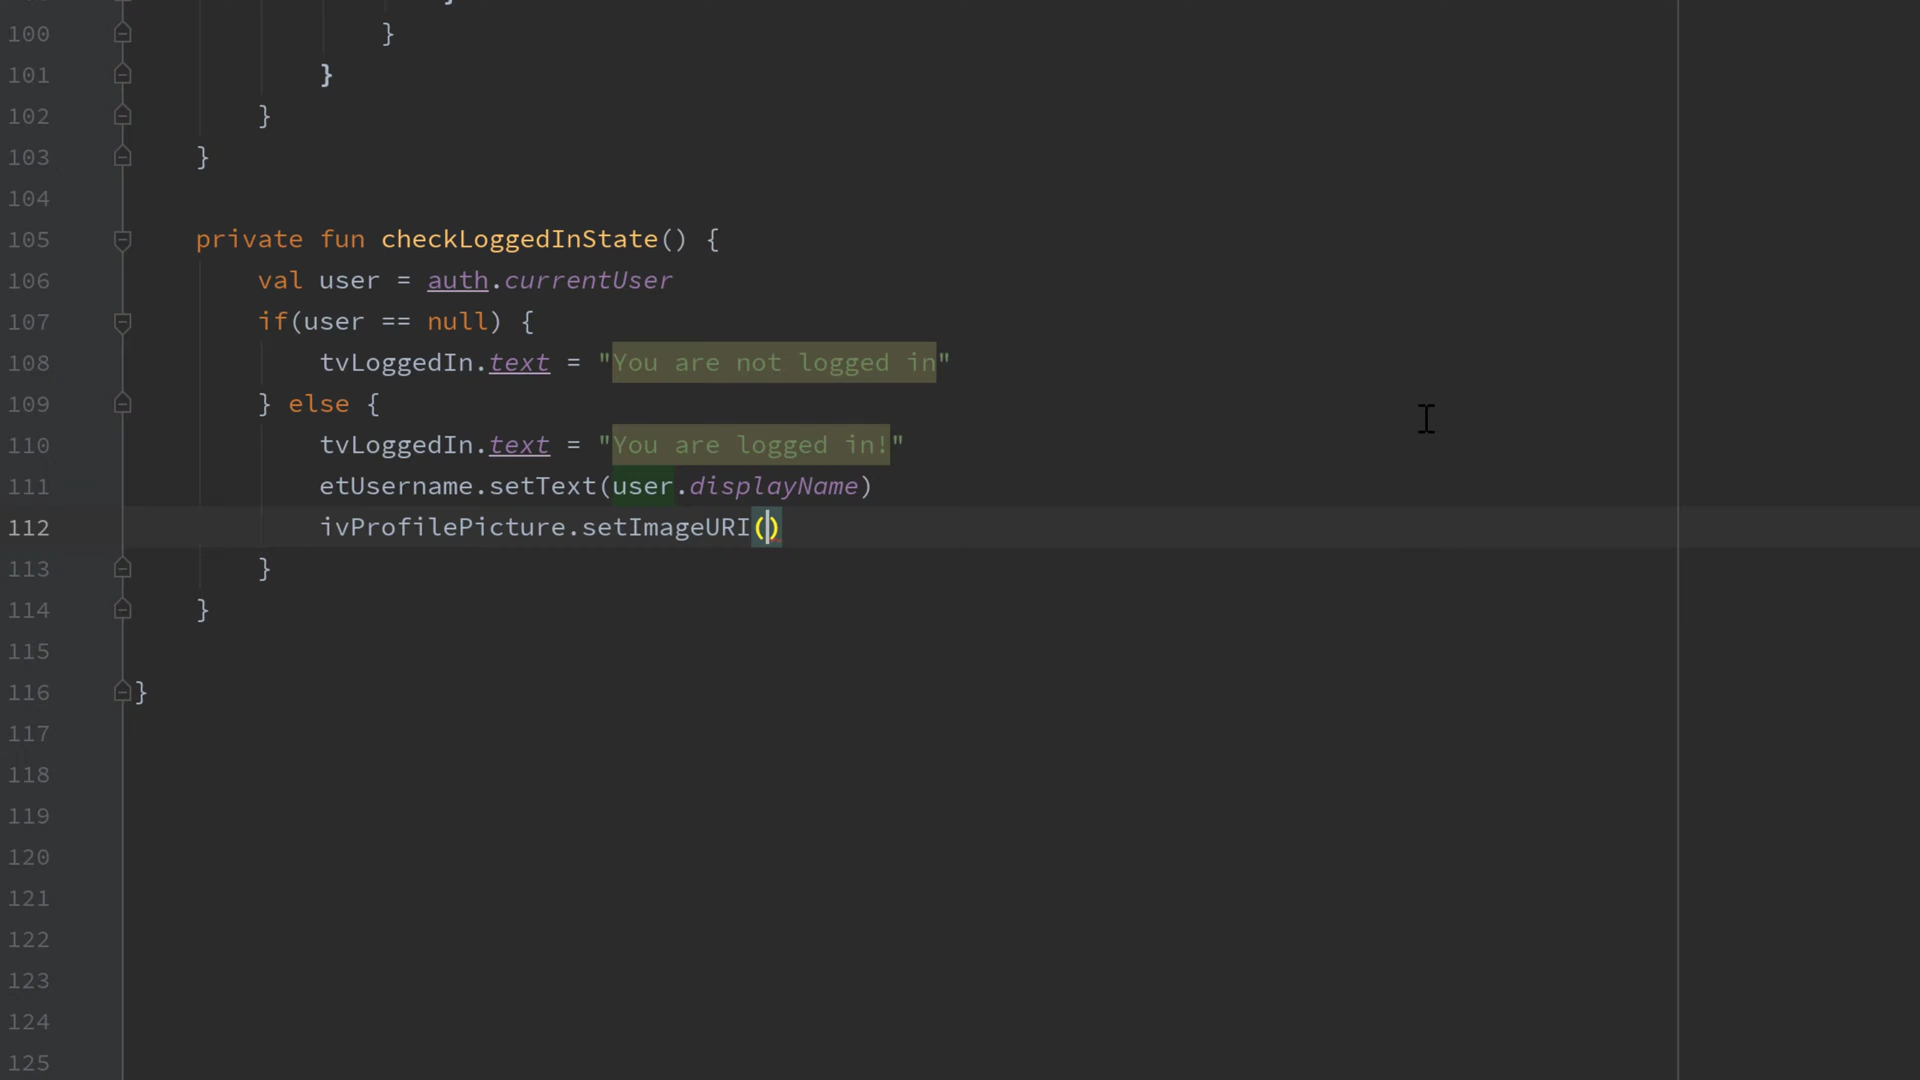 100 }
101 }
102 }
103 }
104
105 private fun checkLoggedInState() {
106 val user = auth.currentUser
107 if(user == null) {
108 tvLoggedIn.text = "You are not logged in"
109 } else {
110 tvLoggedIn.text = "You are logged in!"
111 etUsername.setText(user.displayName)
112 ivProfilePicture.setImageURI()
113 }
114 }
115
116 }
117
118
119
120
121
122
123
124
125